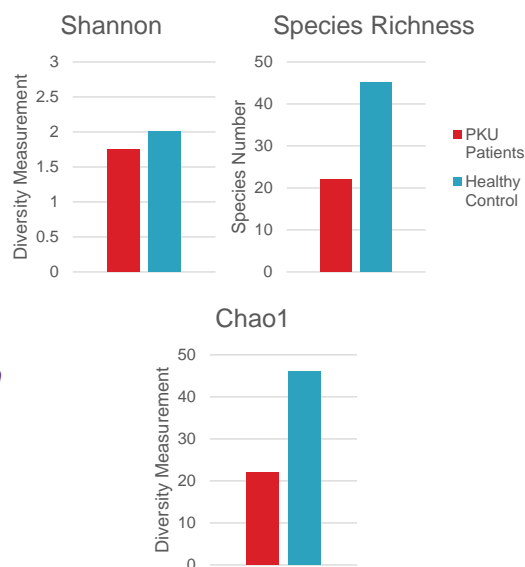 Shannon
Diversity Measurement
3
2.5
2
1.5
1
0.5
0
Species Richness
Species Number
50
40
30
20
10
0
PKU
Patients
Healthy
Control
Chao1
Diversity Measurement
50
40
30
20
10
0